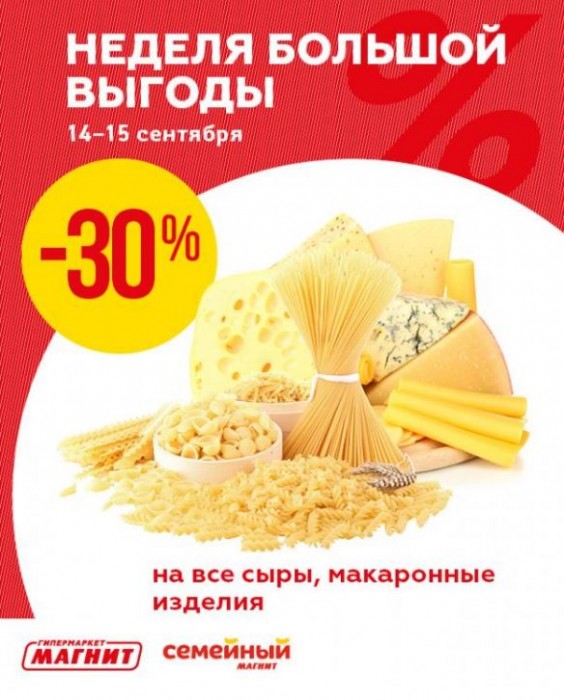 НЕДЕЛЯ БОЛЬШОЙ
ВЫГОДЫ
14–15 сентября
-30%
на все сыры, макаронные
изделия
ГИПЕРМАРКЕТ
МАГНИТ
семейный
МАГНИТ